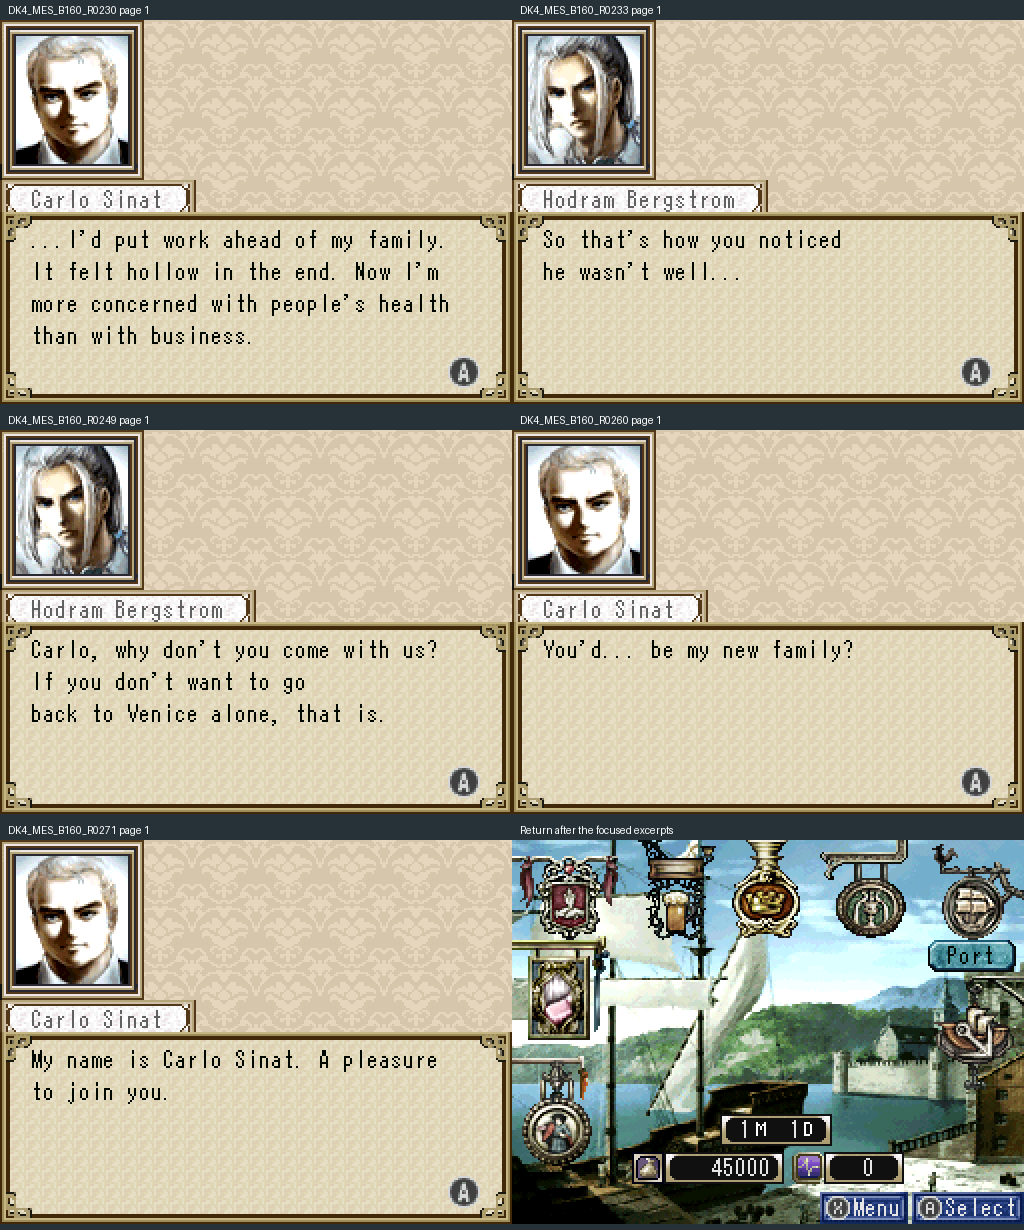 DK4_MES_B160_R0230 page 1
Carlo Sinat
...I'd put work ahead of my family.
It felt hollow in the end. Now I'm
more concerned with people's health
than with business.
A
DK4_MES_B160_R0233 page 1
Hodram Bergstrom
So that's how you noticed
he wasn't well...
A
DK4_MES_B160_R0249 page 1
Hodram Bergstrom
Carlo, why don't you come with us?
If you don't want to go
back to Venice alone, that is.
A
DK4_MES_B160_R0260 page 1
Carlo Sinat
You'd... be my new family?
A
DK4_MES_B160_R0271 page 1
Carlo Sinat
My name is Carlo Sinat. A pleasure
to join you.
A
Return after the focused excerpts
Port
1M 1D
45000
0
X Menu
A Select